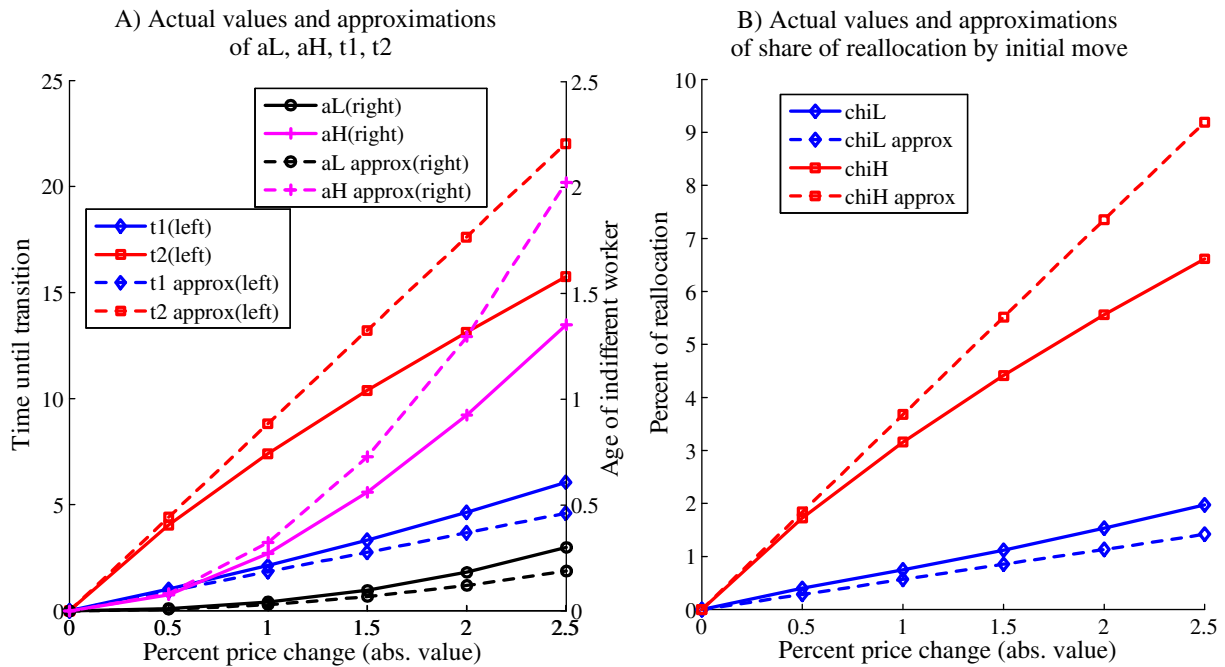 A) Actual values and approximations
of aL, aH, t1, t2
25
20
15
10
5
0
Time until transition
aL(right)
aH(right)
aL approx(right)
aH approx(right)
t1(left)
t2(left)
t1 approx(left)
t2 approx(left)
2.5
2
1.5
1
0.5
0
Age of indifferent worker
0
0.5
1
1.5
2
2.5
Percent price change (abs. value)
B) Actual values and approximations
of share of reallocation by initial move
10
9
8
7
6
5
4
3
2
1
0
Percent of reallocation
chiL
chiL approx
chiH
chiH approx
0
0.5
1
1.5
2
2.5
Percent price change (abs. value)